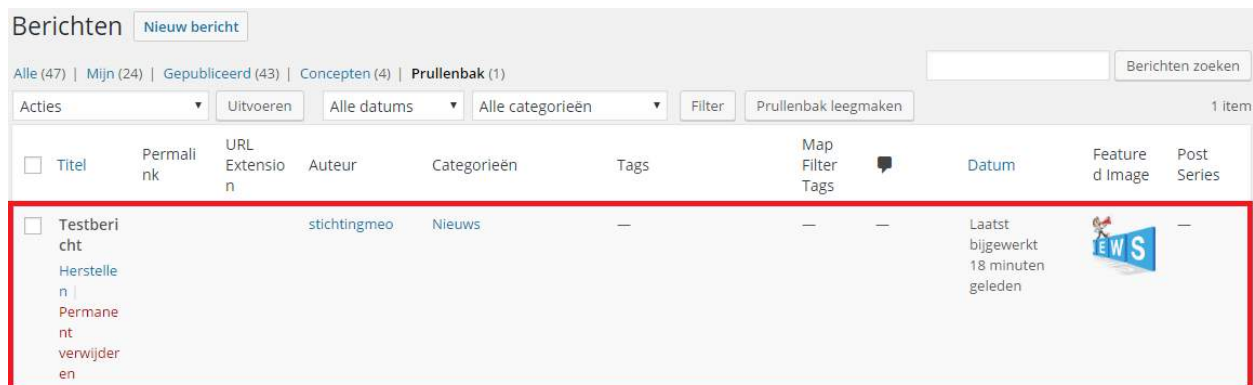 Berichten Nieuw bericht
Alle (47) | Mijn (24) | Gepubliceerd (43) | Concepten (4) | Prullenbak (1)
Berichten zoeken
Acties Uitvoeren Alle datums Alle categorieën Filter Prullenbak leegmaken 1 item
Titel
Permali
nk
URL
Extensio
n
Auteur
Categorieën
Tags
Map
Filter
Tags
Datum
Feature
d Image
Post
Series
Testberi
cht
Herstelle
n |
Permane
nt
verwijder
en
stichtingmeo
Nieuws
—
—
—
Laatst
bijgewerkt
18 minuten
geleden
EWS
—